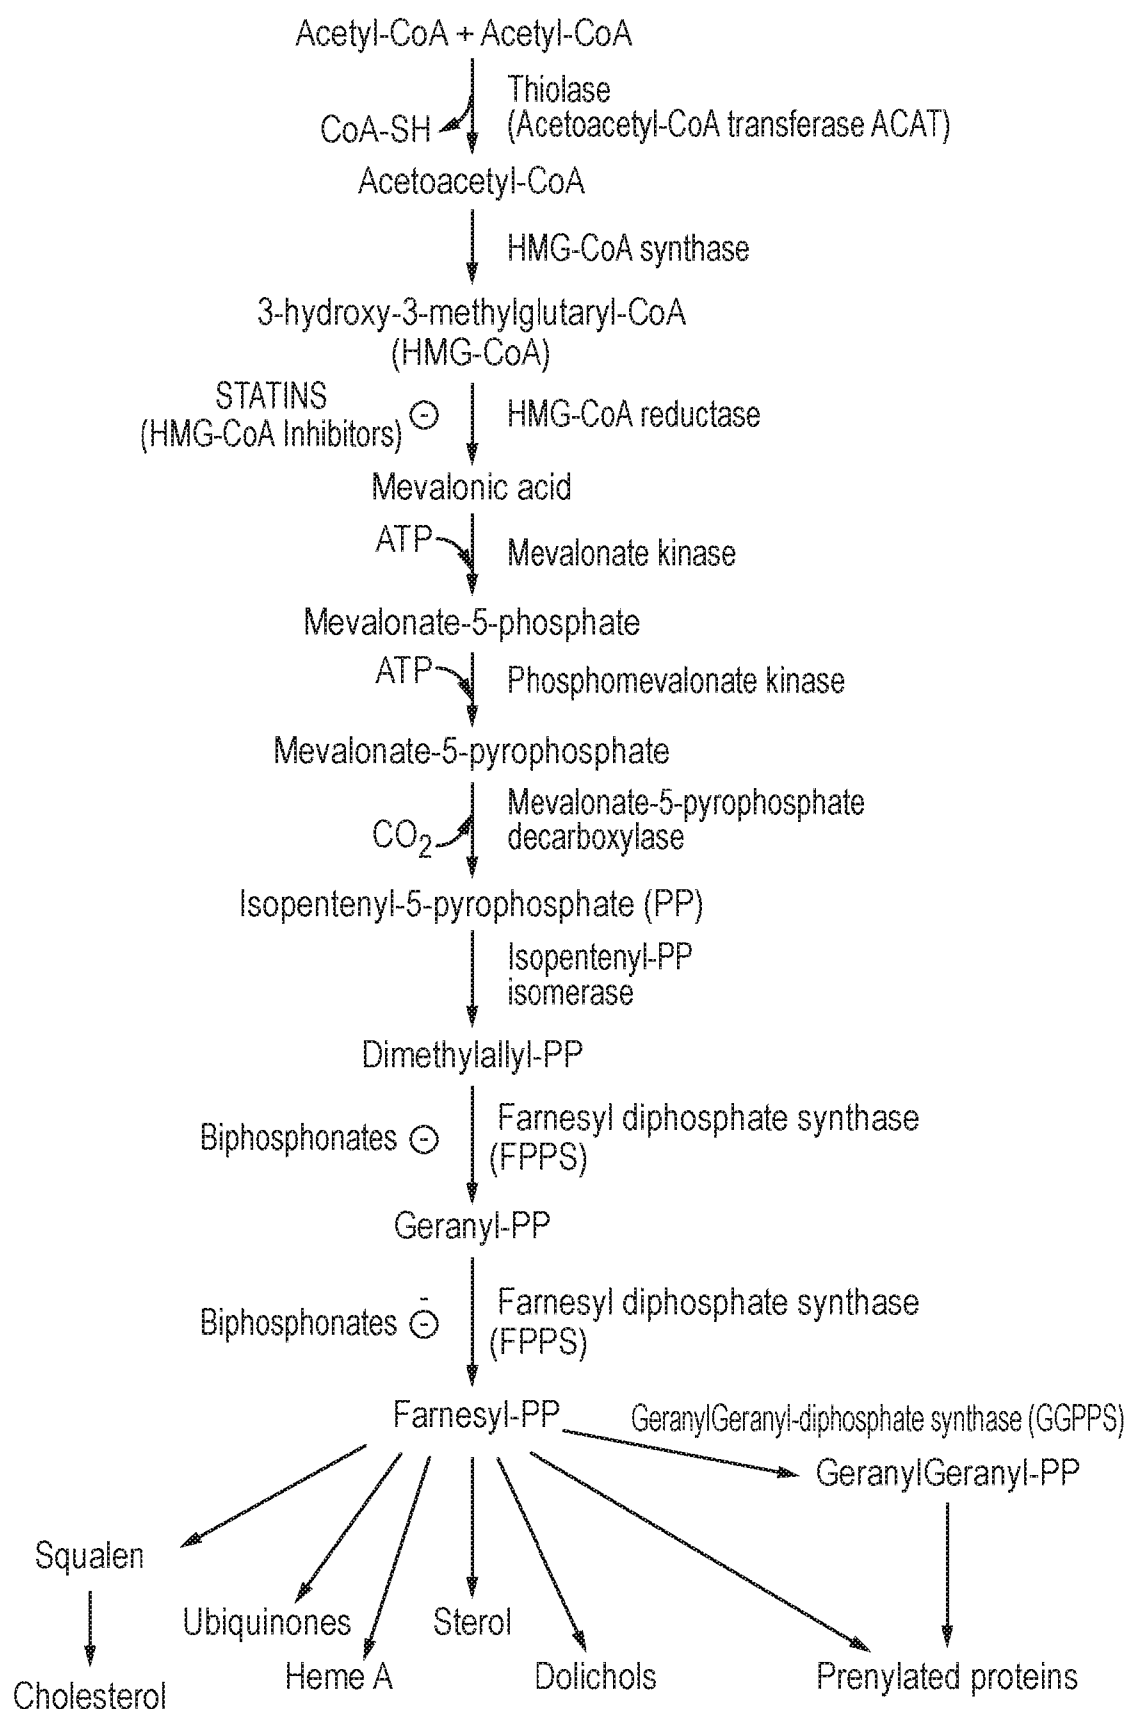 Acetyl-CoA + Acetyl-CoA
Thiolase
(Acetoacetyl-CoA transferase ACAT)
CoA-SH
Acetoacetyl-CoA
HMG-CoA synthase
3-hydroxy-3-methylglutaryl-CoA
(HMG-CoA)
STATINS
(HMG-CoA Inhibitors)
-
HMG-CoA reductase
Mevalonic acid
ATP
Mevalonate kinase
Mevalonate-5-phosphate
ATP
Phosphomevalonate kinase
Mevalonate-5-pyrophosphate
Mevalonate-5-pyrophosphate
decarboxylase
CO2
Isopentenyl-5-pyrophosphate (PP)
Isopentenyl-PP
isomerase
Dimethylallyl-PP
Biphosphonates -
Farnesyl diphosphate synthase
(FPPS)
Geranyl-PP
Biphosphonates -
Farnesyl diphosphate synthase
(FPPS)
Farnesyl-PP
GeranylGeranyl-diphosphate synthase (GGPPS)
GeranylGeranyl-PP
Squalen
Ubiquinones
Sterol
Heme A
Dolichols
Prenylated proteins
Cholesterol